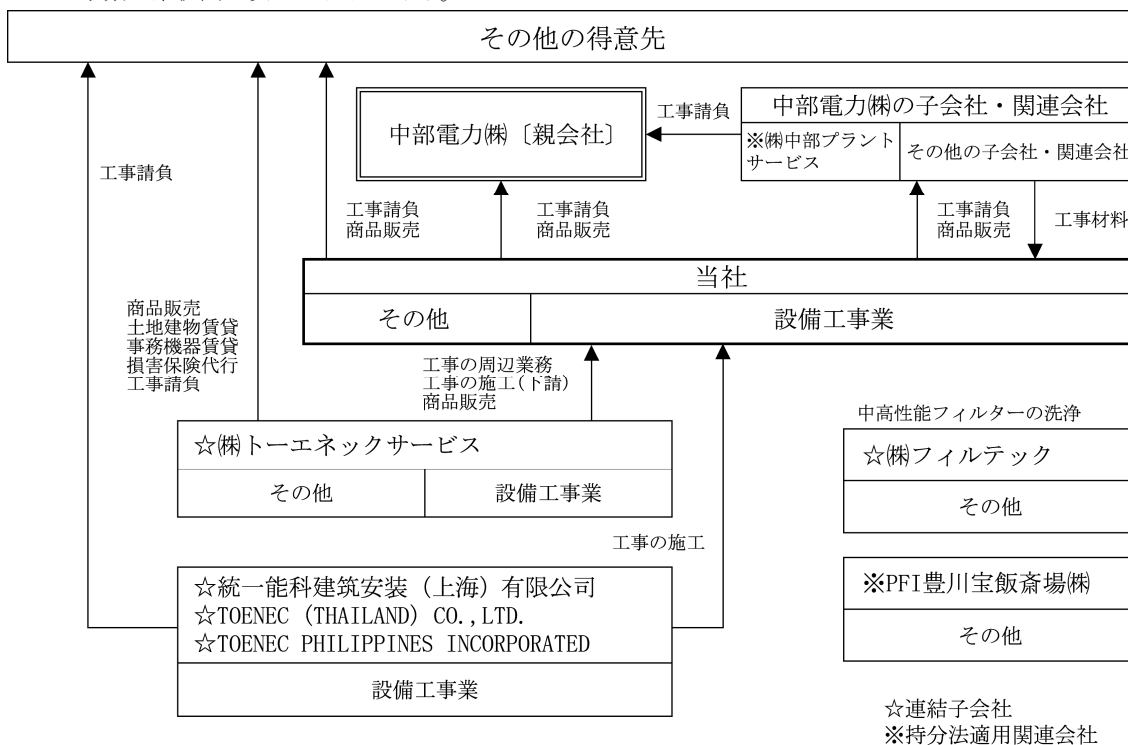 その他の得意先
中部電力㈱〔親会社〕
工事請負
中部電力㈱の子会社・関連会社
※㈱中部プラント
サービス
その他の子会社・関連会社
工事請負
工事請負
商品販売
工事請負
商品販売
工事請負
商品販売
工事材料
当社
その他
設備工事業
商品販売
土地建物賃貸
事務機器賃貸
損害保険代行
工事請負
工事の周辺業務
工事の施工(下請)
商品販売
☆㈱トーエネックサービス
その他
設備工事業
中高性能フィルターの洗浄
☆㈱フィルテック
その他
工事の施工
☆統一能科建筑安装（上海）有限公司
☆TOENEC (THAILAND) CO.,LTD.
☆TOENEC PHILIPPINES INCORPORATED
設備工事業
※PFI豊川宝飯斎場㈱
その他
☆連結子会社
※持分法適用関連会社